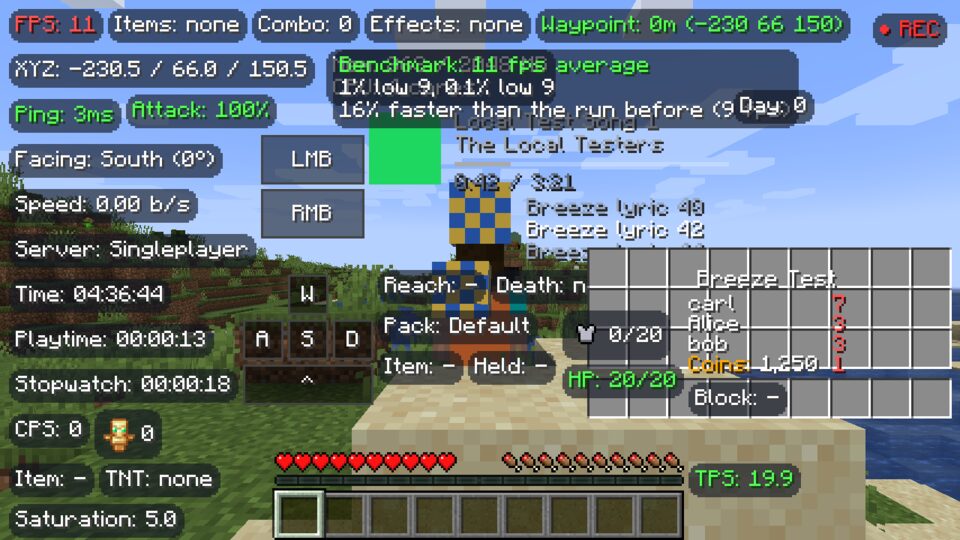 FPS: 11
Items: none
Combo: 0
Effects: none
Waypoint: 0m (-230 66 150)
REC
XYZ: -230.5 / 66.0 / 150.5
Benchmark: 11 fps average
1% low 9, 0.1% low 9
16% faster than the run before (9
Day: 0
Ping: 3ms
Attack: 100%
Local Test Song 1
The Local Testers
0:42 / 3:21
Facing: South (0°)
LMB
RMB
Speed: 0.00 b/s
Breeze lyric 40
Breeze lyric 42
Breeze lyric
Server: Singleplayer
Time: 04:36:44
W
Reach: -
Death: n
Breeze Test
carl 7
Alice 3
bob 3
Coins: 1,250 1
Playtime: 00:00:13
A
S
D
Pack: Default
0/20
Stopwatch: 00:00:18
^
Item: -
Held: -
HP: 20/20
Block: -
CPS: 0
0
Item: -
TNT: none
TPS: 19.9
Saturation: 5.0